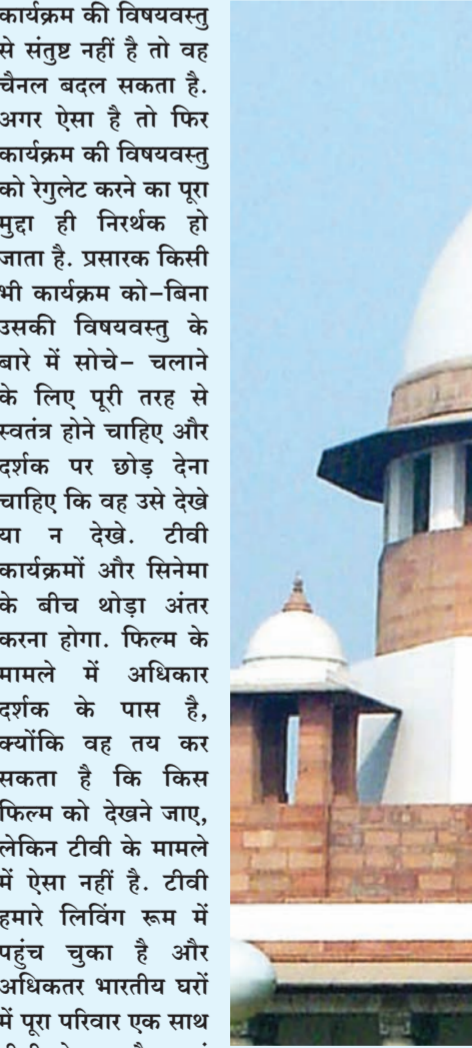 कार्यक्रम की विषयवस्तु
से संतुष्ट नहीं है तो वह
चैनल बदल सकता है.
अगर ऐसा है तो फिर
कार्यक्रम की विषयवस्तु
को रेगुलेट करने का पूरा
मुद्दा ही निरर्थक हो
जाता है. प्रसारक किसी
भी कार्यक्रम को–बिना
उसकी विषयवस्तु के
बारे में सोचे– चलाने
के लिए पूरी तरह से
स्वतंत्र होने चाहिए और
दर्शक पर छोड़ देना
चाहिए कि वह उसे देखे
या न देखे. टीवी
कार्यक्रमों और सिनेमा
के बीच थोड़ा अंतर
करना होगा. फिल्म के
मामले में अधिकार
दर्शक के पास है,
क्योंकि वह तय कर
सकता है कि किस
फिल्म को देखने जाए,
लेकिन टीवी के मामले
में ऐसा नहीं है. टीवी
हमारे लिविंग रूम में
पहुंच चुका है और
अधिकतर भारतीय घरों
में पूरा परिवार एक साथ